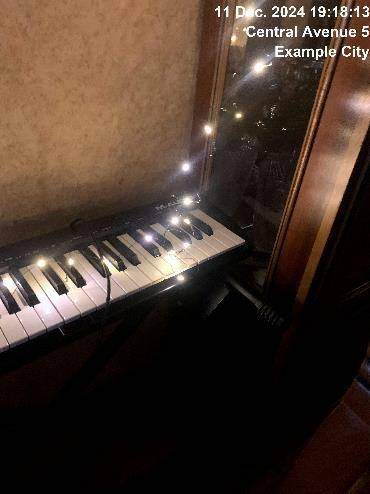 11 Dec. 2024 19:18:13
Central Avenue 5
Example City